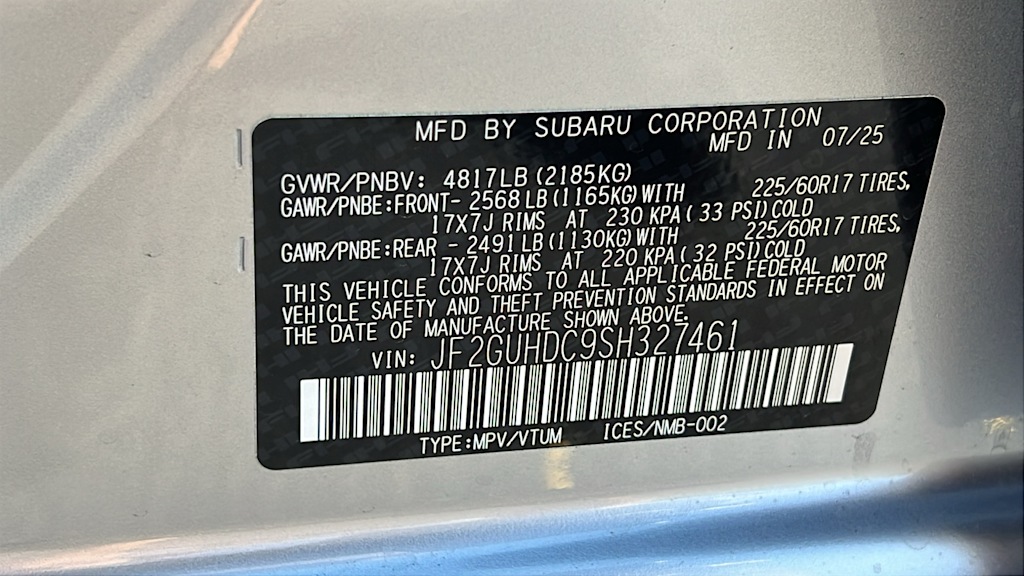 MFD BY SUBARU CORPORATION
MFD IN 07/25
GVWR/PNBV: 4817LB (2185KG)
GAWR/PNBE:FRONT- 2568 LB (1165KG) WITH 225/60R17 TIRES,
17X7J RIMS AT 230 KPA ( 33 PSI) COLD
GAWR/PNBE:REAR - 2491 LB (1130KG) WITH 225/60R17 TIRES,
17X7J RIMS AT 220 KPA ( 32 PSI) COLD
THIS VEHICLE CONFORMS TO ALL APPLICABLE FEDERAL MOTOR
VEHICLE SAFETY AND THEFT PREVENTION STANDARDS IN EFFECT ON
THE DATE OF MANUFACTURE SHOWN ABOVE.
VIN: JF2GUHDC9SH327461
TYPE:MPV/VTUM ICES/NMB-002